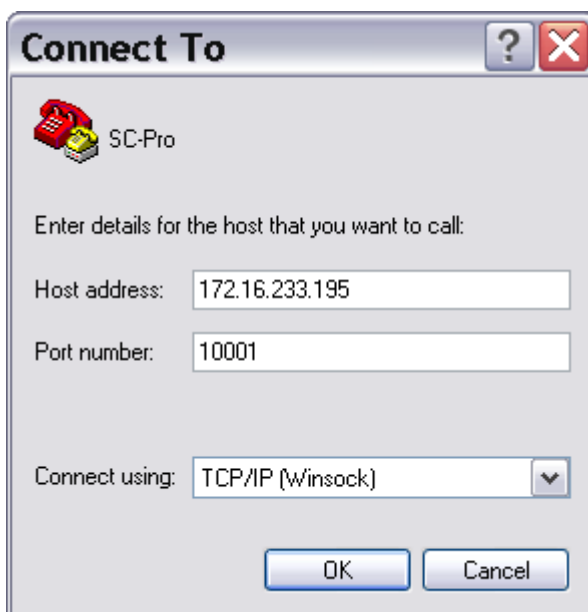 Connect To
SC-Pro
Enter details for the host that you want to call:
Host address: 172.16.233.195
Port number: 10001
Connect using: TCP/IP (Winsock)
OK Cancel